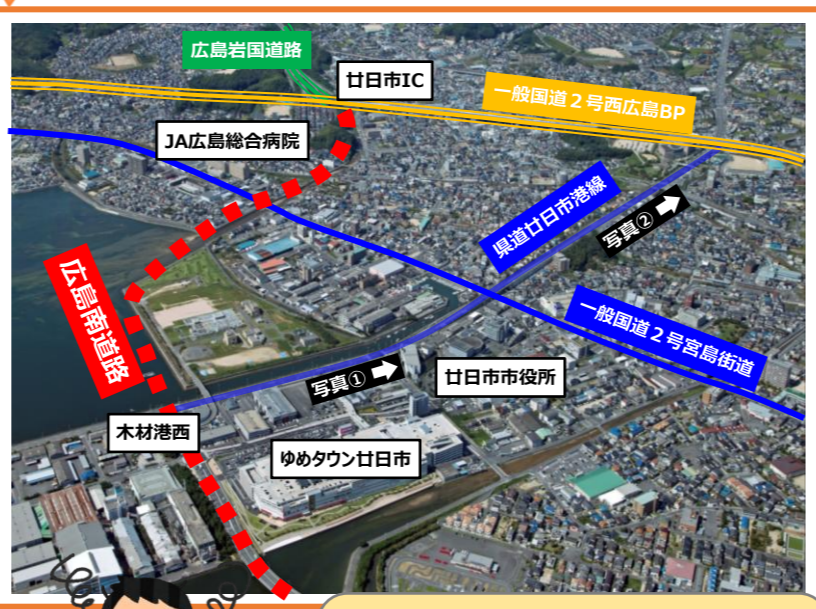 広島岩国道路
廿日市IC
一般国道２号西広島BP
JA広島総合病院
県道廿日市港線
写真②
広島南道路
一般国道２号宮島街道
写真①
廿日市市役所
木材港西
ゆめタウン廿日市